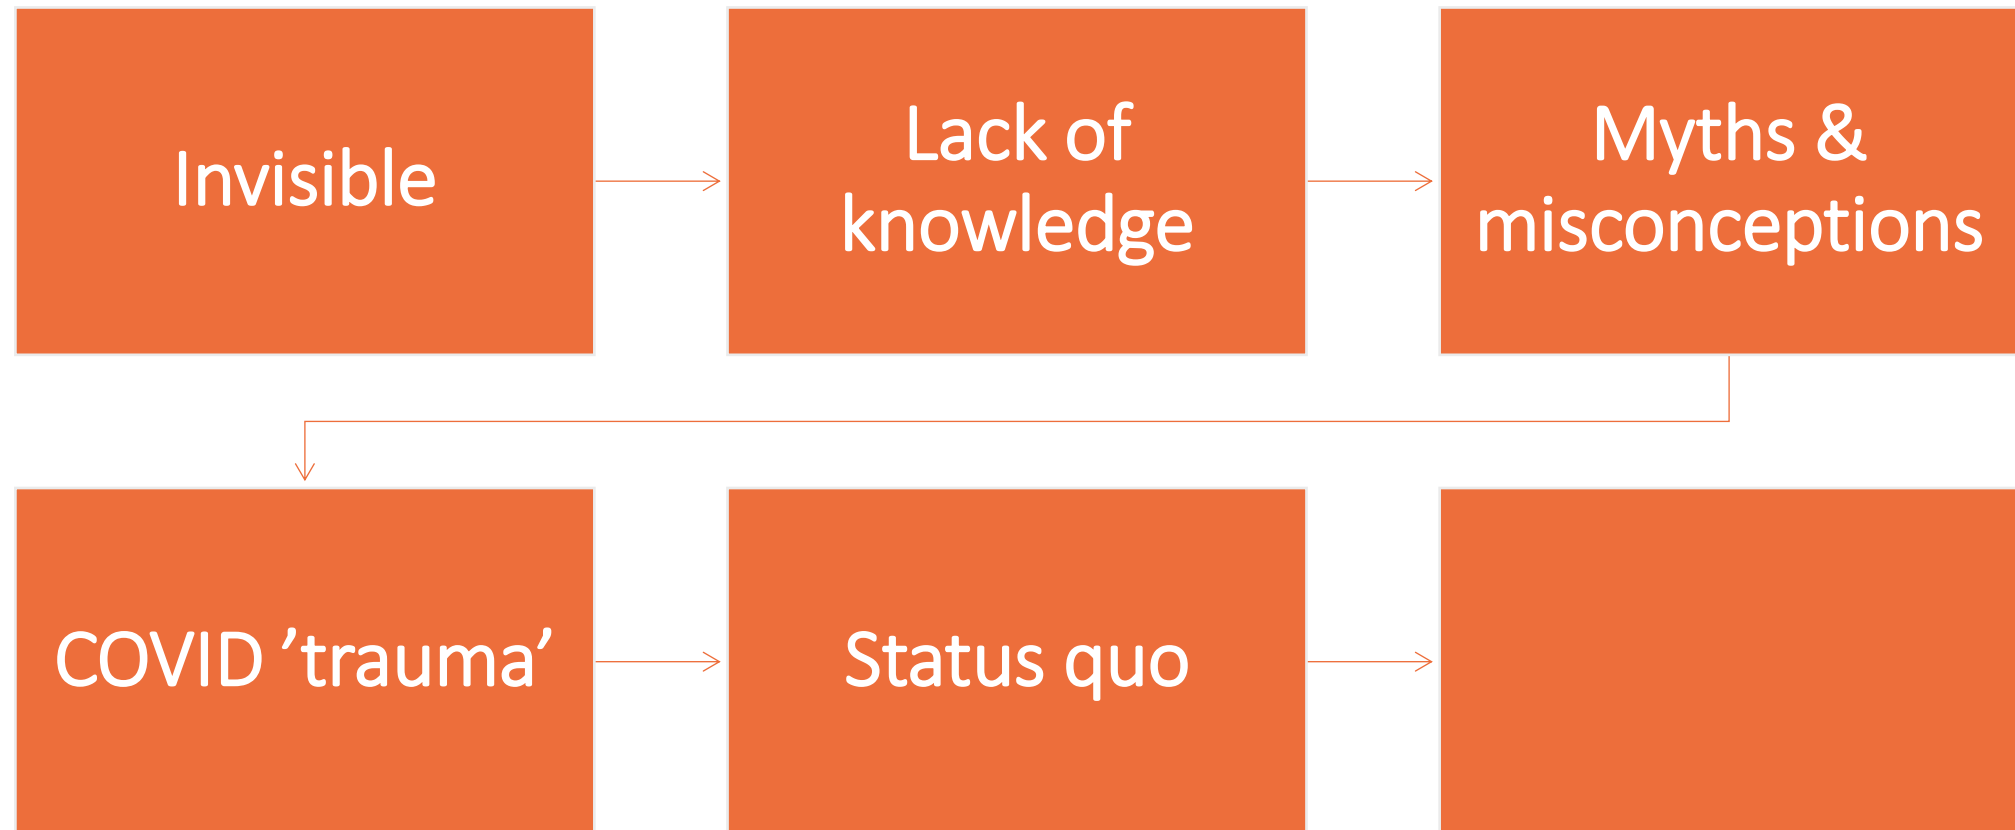 Invisible
Lack of
knowledge
Myths &
misconceptions
COVID ’trauma’
Status quo